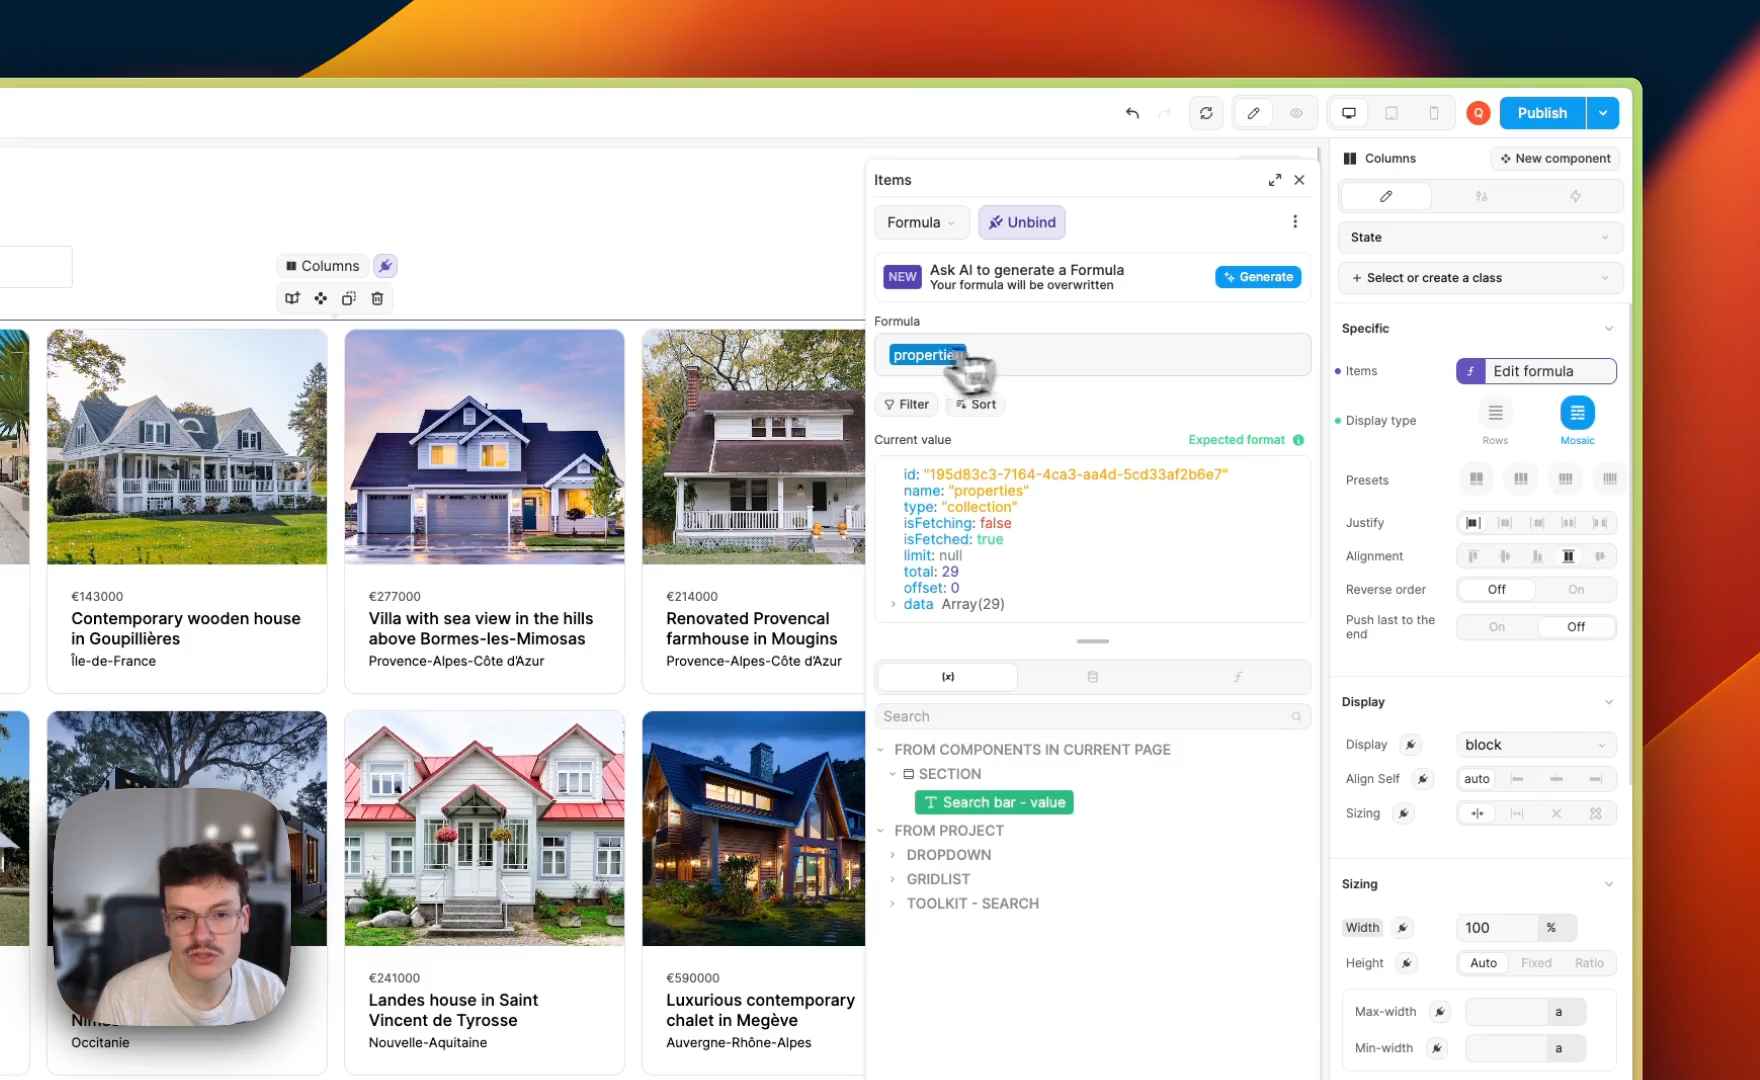 Q
Publish
Columns
New component
State
+ Select or create a class
Specific
Items
Edit formula
Display type
Rows
Mosaic
Presets
Justify
Alignment
Reverse order
Off
On
Push last to the end
On
Off
Display
Display
block
Align Self
auto
Sizing
Sizing
Width
100
%
Height
Auto
Fixed
Ratio
Max-width
a
Min-width
a
Items
Formula
Unbind
NEW
Ask AI to generate a Formula
Your formula will be overwritten
Generate
Formula
Filter
Sort
Current value
Expected format
id: "195d83c3-7164-4ca3-aa4d-5cd33af2b6e7"
name: "properties"
type: "collection"
isFetching: false
isFetched: true
limit: null
total: 29
offset: 0
data Array(29)
(x)
Search
FROM COMPONENTS IN CURRENT PAGE
SECTION
Search bar - value
FROM PROJECT
DROPDOWN
GRIDLIST
TOOLKIT - SEARCH
Columns
€143000
Contemporary wooden house
in Goupillières
Île-de-France
€277000
Villa with sea view in the hills
above Bormes-les-Mimosas
Provence-Alpes-Côte d'Azur
€214000
Renovated Provencal
farmhouse in Mougins
Provence-Alpes-Côte d'Azur
Occitanie
€241000
Landes house in Saint
Vincent de Tyrosse
Nouvelle-Aquitaine
€590000
Luxurious contemporary
chalet in Megève
Auvergne-Rhône-Alpes